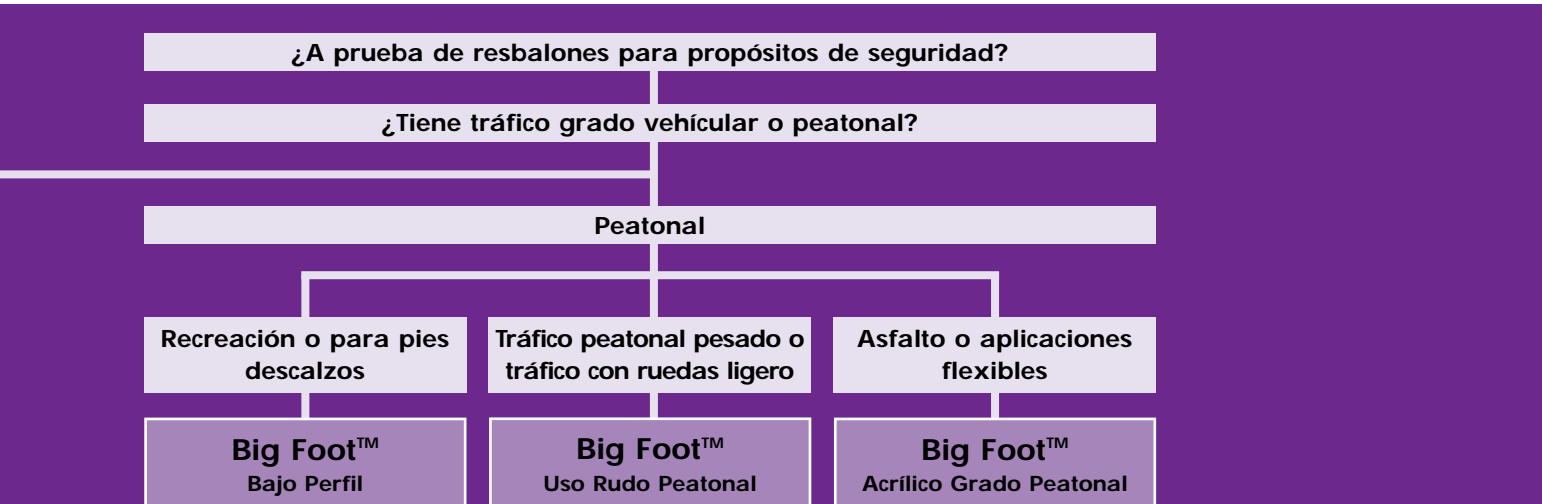 ¿A prueba de resbalones para propósitos de seguridad?
¿Tiene tráfico grado vehícular o peatonal?
Peatonal
Recreación o para pies
descalzos
Tráfico peatonal pesado o
tráfico con ruedas ligero
Asfalto o aplicaciones
flexibles
Big Foot™
Bajo Perfil
Big Foot™
Uso Rudo Peatonal
Big Foot™
Acrílico Grado Peatonal